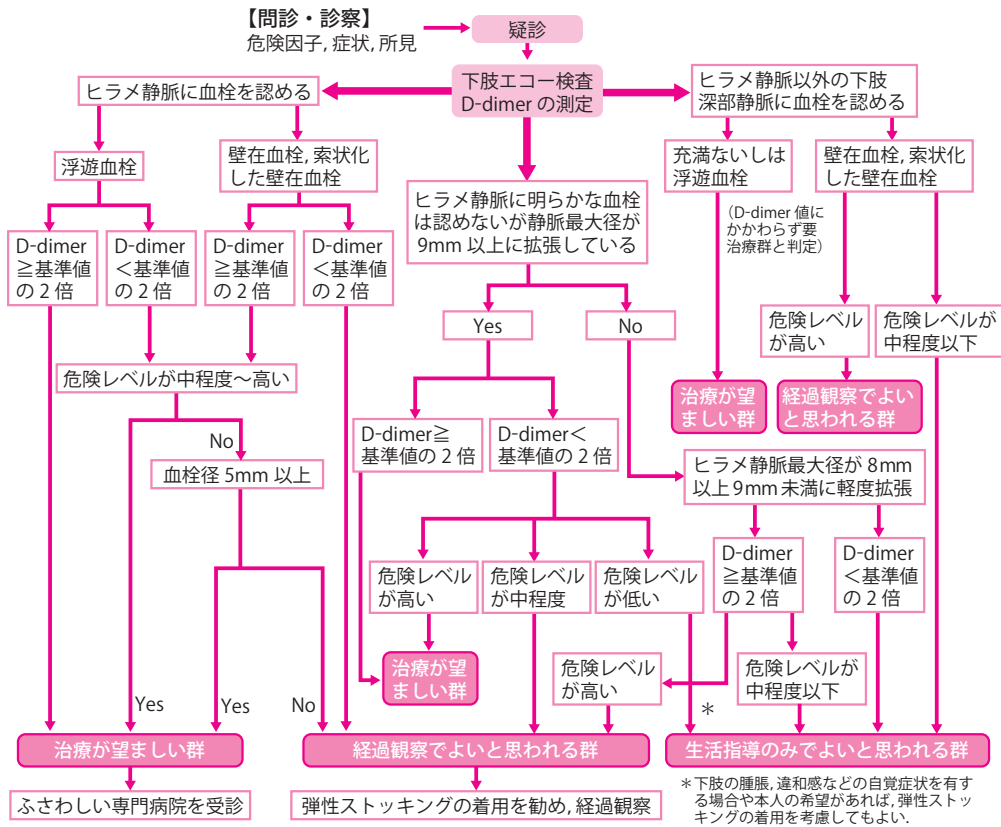 【問診・診察】
危険因子, 症状, 所見
疑診
下肢エコー検査
D-dimer の測定
ヒラメ静脈に血栓を認める
ヒラメ静脈以外の下肢
深部静脈に血栓を認める
浮遊血栓
壁在血栓, 索状化
した壁在血栓
ヒラメ静脈に明らかな血栓
は認めないが静脈最大径が
9mm 以上に拡張している
充満ないしは
浮遊血栓
壁在血栓, 索状化
した壁在血栓
（D-dimer 値に
かかわらず要
治療群と判定）
D-dimer
≧基準値
の 2 倍
D-dimer
＜基準値
の 2 倍
D-dimer
≧基準値
の 2 倍
D-dimer
＜基準値
の 2 倍
Yes
No
危険レベル
が高い
危険レベルが
中程度以下
危険レベルが中程度～高い
治療が望
ましい群
経過観察でよい
と思われる群
No
血栓径 5mm 以上
D-dimer≧
基準値の 2 倍
D-dimer＜
基準値の 2 倍
ヒラメ静脈最大径が 8mm
以上 9mm 未満に軽度拡張
危険レベル
が高い
危険レベル
が中程度
危険レベル
が低い
D-dimer
≧基準値
の 2 倍
D-dimer
＜基準値
の 2 倍
治療が望
ましい群
危険レベル
が高い
危険レベルが
中程度以下
Yes
Yes
No
＊
治療が望ましい群
経過観察でよいと思われる群
生活指導のみでよいと思われる群
ふさわしい専門病院を受診
弾性ストッキングの着用を勧め, 経過観察
＊下肢の腫脹, 違和感などの自覚症状を有す
る場合や本人の希望があれば, 弾性ストッ
キングの着用を考慮してもよい.